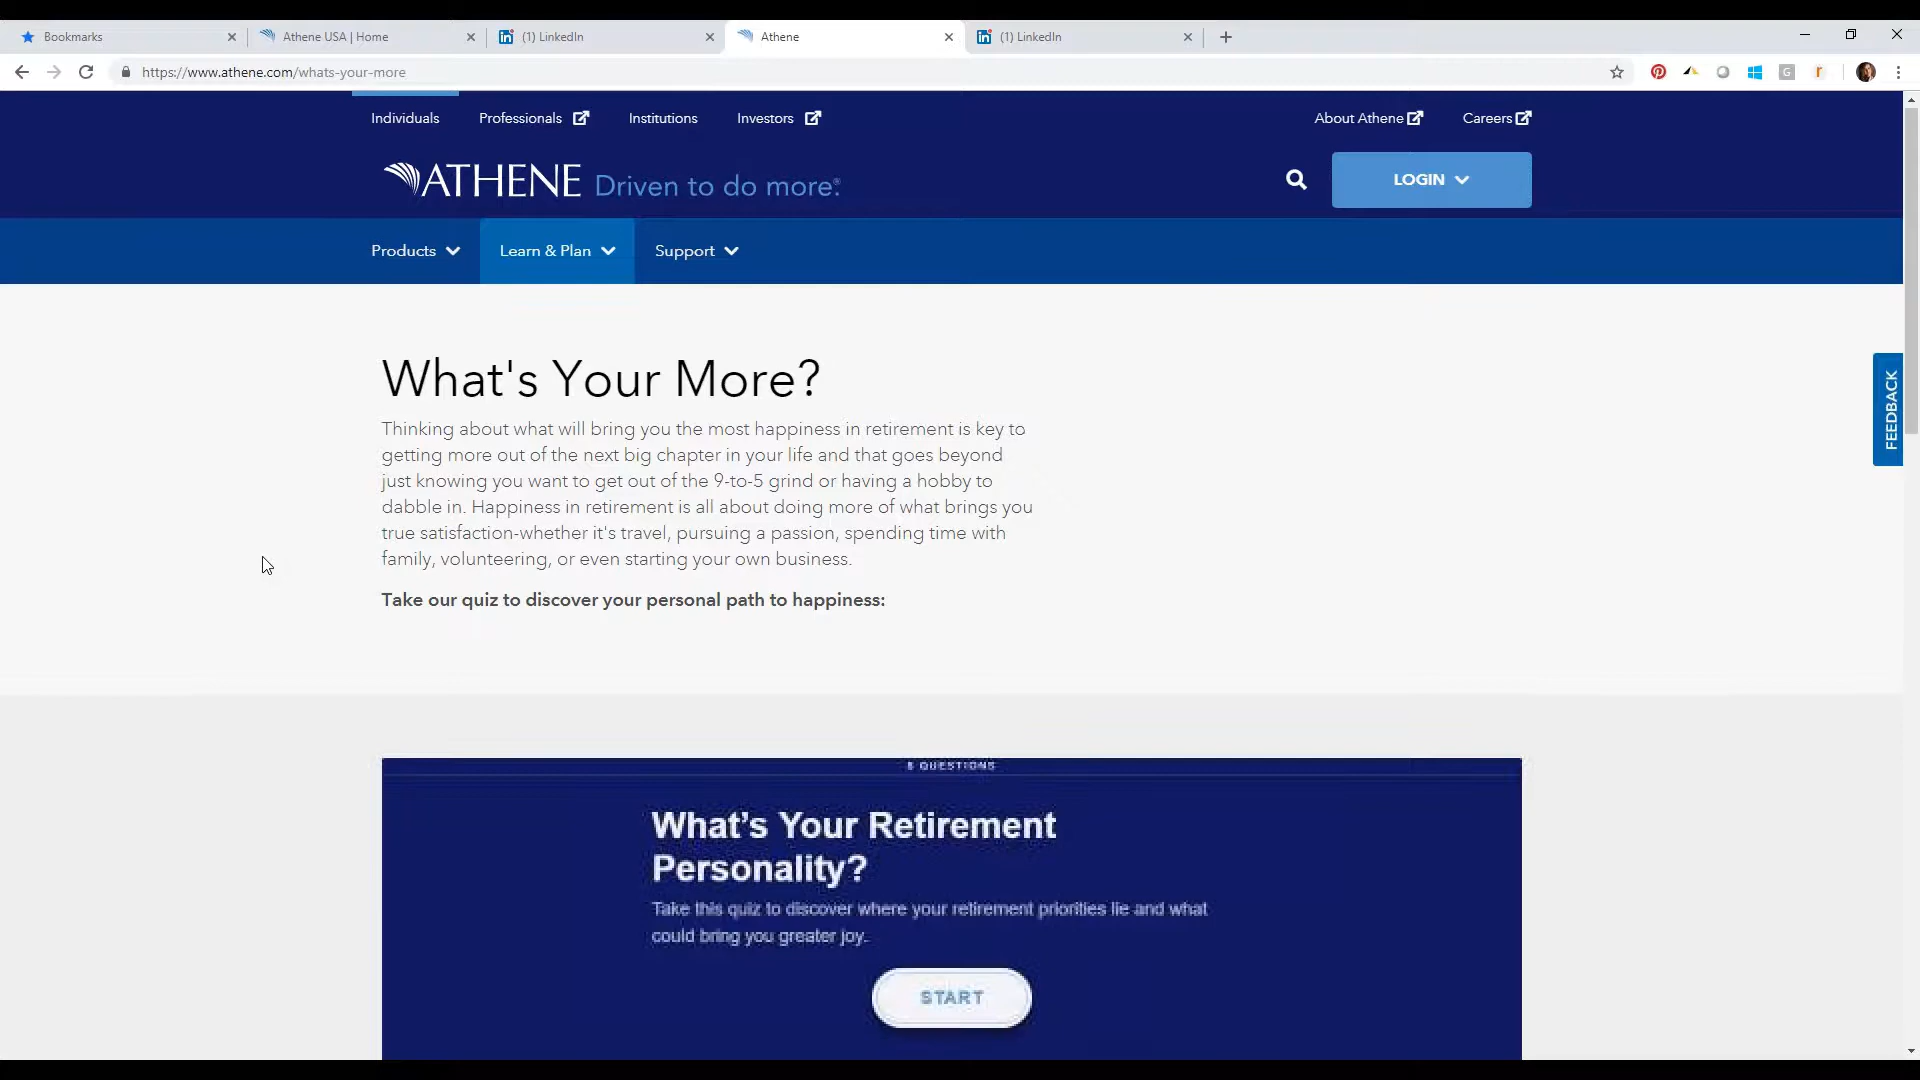 Bookmarks
Athene USA | Home
(1) LinkedIn
Athene
(1) LinkedIn
https://www.athene.com/whats-your-more
Individuals
Professionals
Institutions
Investors
About Athene
Careers
ATHENE Driven to do more.®
LOGIN
Products
Learn & Plan
Support
What's Your More?
Thinking about what will bring you the most happiness in retirement is key to
getting more out of the next big chapter in your life and that goes beyond
just knowing you want to get out of the 9-to-5 grind or having a hobby to
dabble in. Happiness in retirement is all about doing more of what brings you
true satisfaction-whether it's travel, pursuing a passion, spending time with
family, volunteering, or even starting your own business.
Take our quiz to discover your personal path to happiness:
FEEDBACK
QUESTIONS
What’s Your Retirement
Personality?
Take this quiz to discover where your retirement priorities lie and what
could bring you greater joy.
START